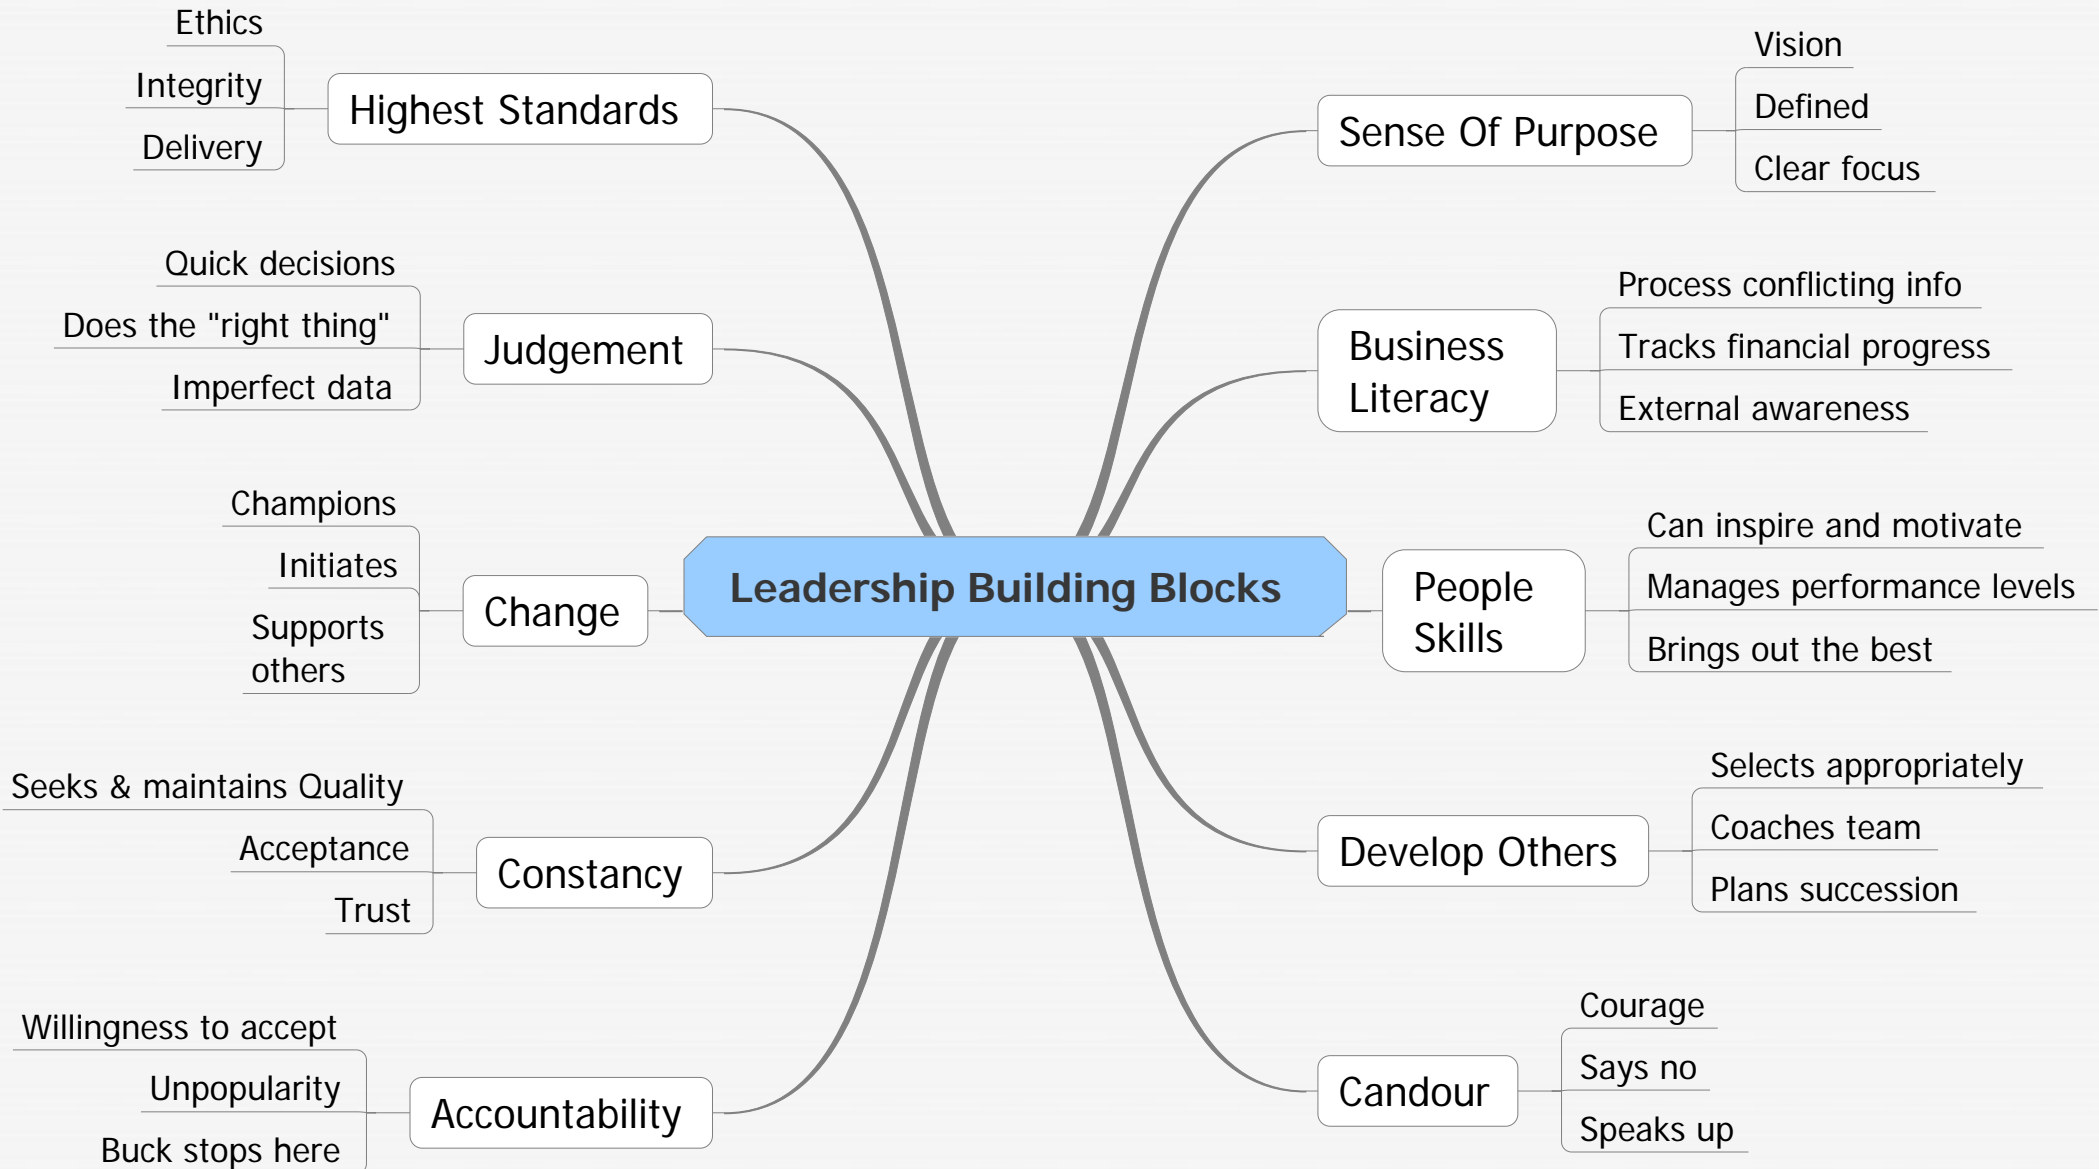 Leadership Building Blocks
Sense Of Purpose
Vision
Defined
Clear focus
Business
Literacy
Process conflicting info
Tracks financial progress
External awareness
People
Skills
Can inspire and motivate
Manages performance levels
Brings out the best
Develop Others
Selects appropriately
Coaches team
Plans succession
Candour
Courage
Says no
Speaks up
Highest Standards
Ethics
Integrity
Delivery
Judgement
Quick decisions
Does the "right thing"
Imperfect data
Change
Champions
Initiates
Supports
others
Constancy
Seeks & maintains Quality
Acceptance
Trust
Accountability
Willingness to accept
Unpopularity
Buck stops here